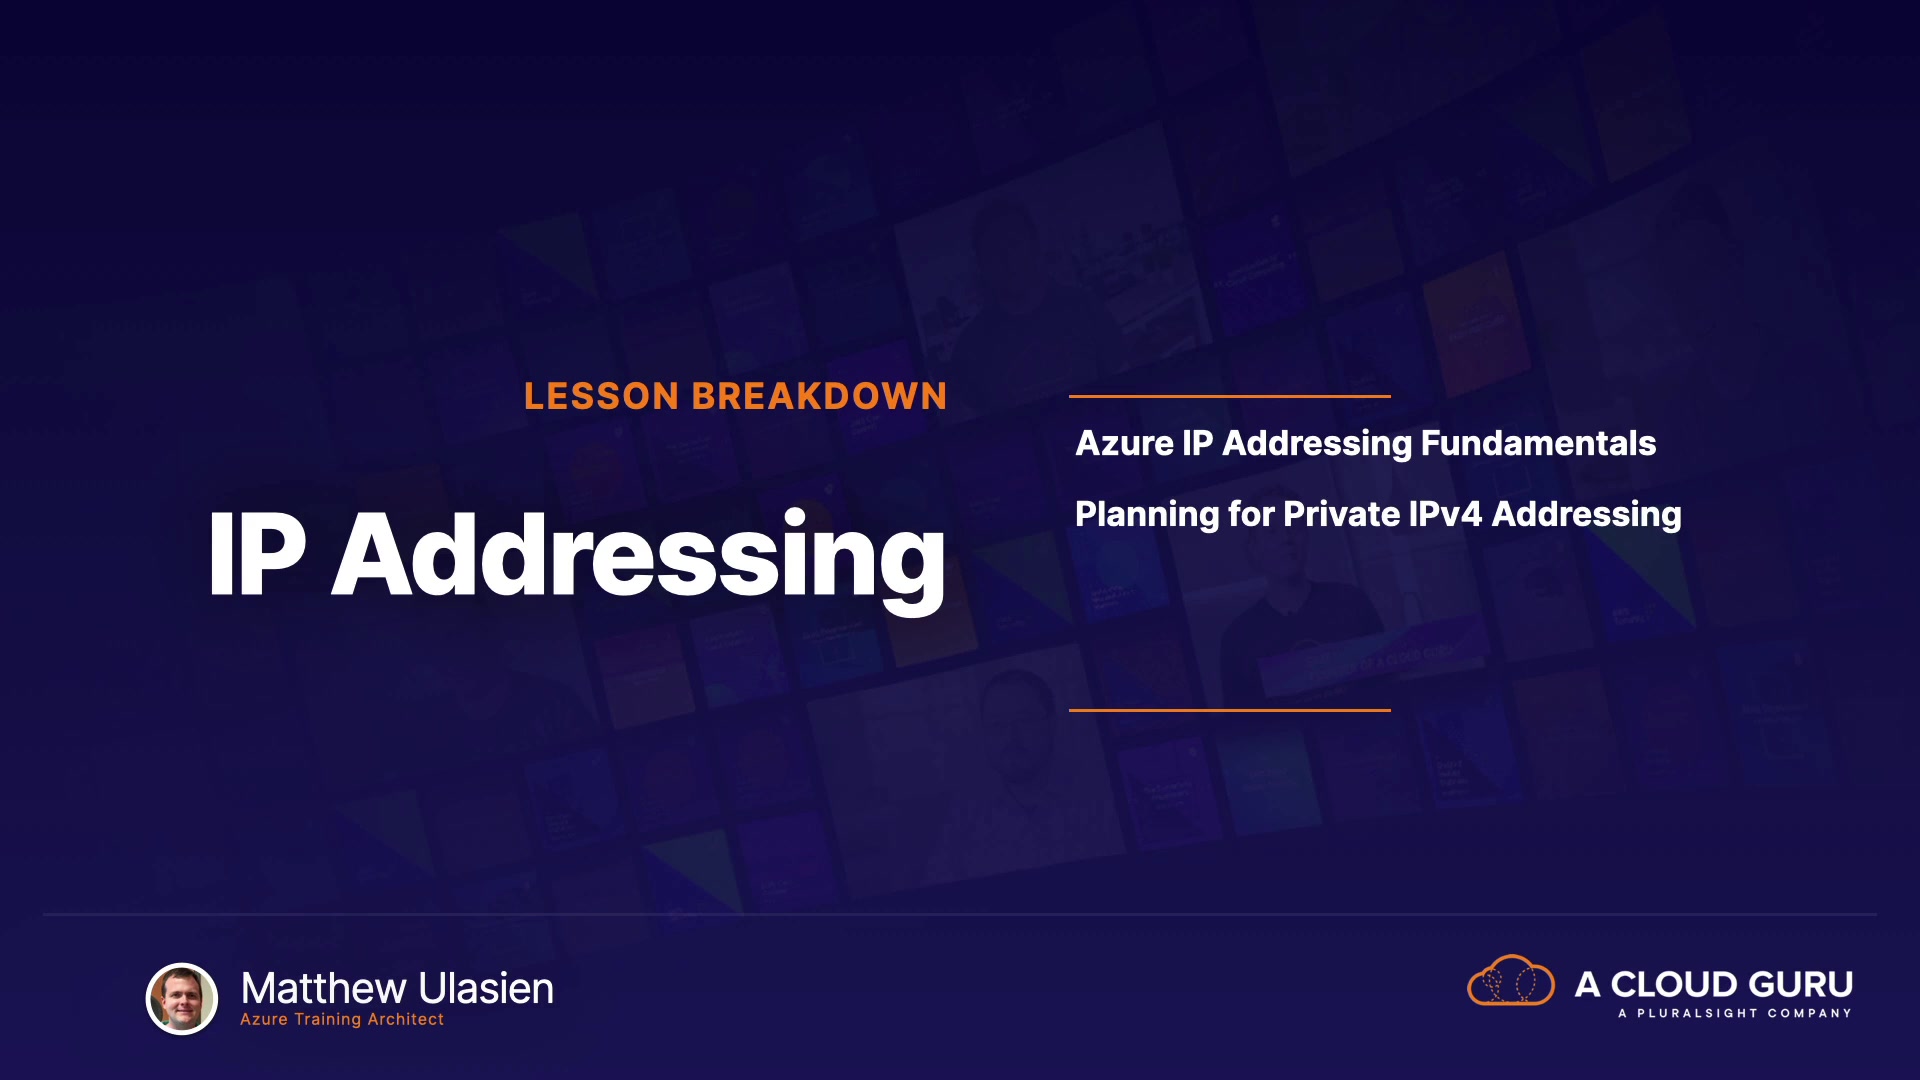 LESSON BREAKDOWN
IP Addressing
Azure IP Addressing Fundamentals
Planning for Private IPv4 Addressing
Matthew Ulasien
Azure Training Architect
A CLOUD GURU
A PLURALSIGHT COMPANY